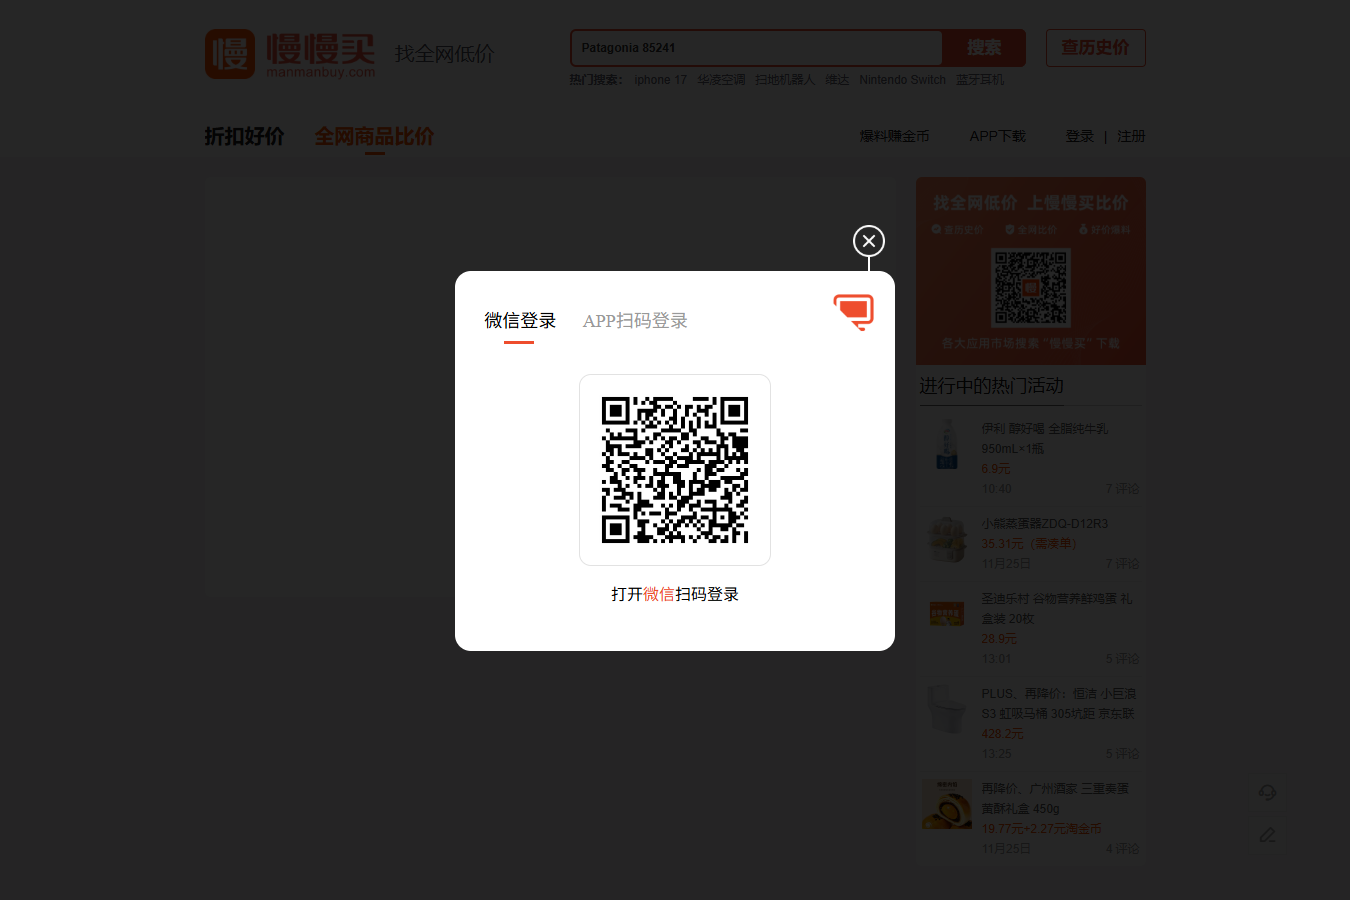 慢 慢慢买
manmanbuy.com
找全网低价
Patagonia 85241
搜索
查历史价
热门搜索： iphone 17 华凌空调 扫地机器人 维达 Nintendo Switch 蓝牙耳机
折扣好价 全网商品比价
爆料赚金币 APP下载 登录 | 注册
微信登录 APP扫码登录
打开微信扫码登录
找全网低价 上慢慢买比价
查历史价 全网比价 好价爆料
各大应用市场搜索“慢慢买”下载
进行中的热门活动
伊利 醇好喝 全脂纯牛乳
950mL×1瓶
6.9元
10:40 7 评论
小熊蒸蛋器ZDQ-D12R3
35.31元（需凑单）
11月25日 7 评论
圣迪乐村 谷物营养鲜鸡蛋 礼
盒装 20枚
28.9元
13:01 5 评论
PLUS、再降价：恒洁 小巨浪
S3 虹吸马桶 305坑距 京东联
428.2元
13:25 5 评论
再降价、广州酒家 三重奏蛋
黄酥礼盒 450g
19.77元+2.27元淘金币
11月25日 4 评论